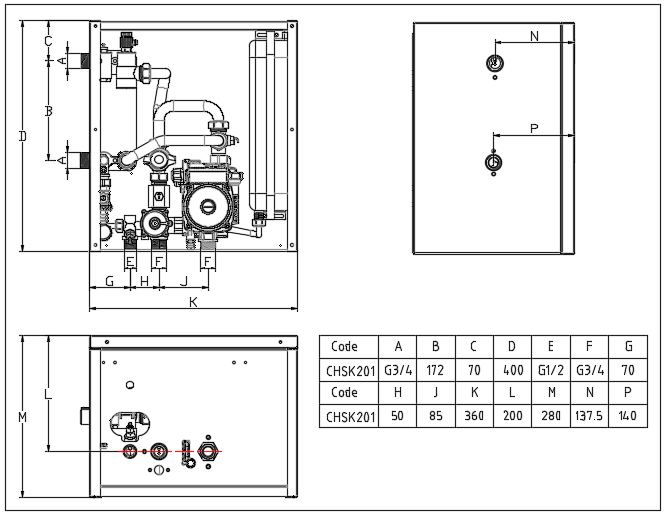 C
A
B
D
A
E
F
F
G
H
J
K
N
P
L
M
Code A B C D E F G
CHSK201 G3/4 172 70 400 G1/2 G3/4 70
Code H J K L M N P
CHSK201 50 85 360 200 280 137.5 140